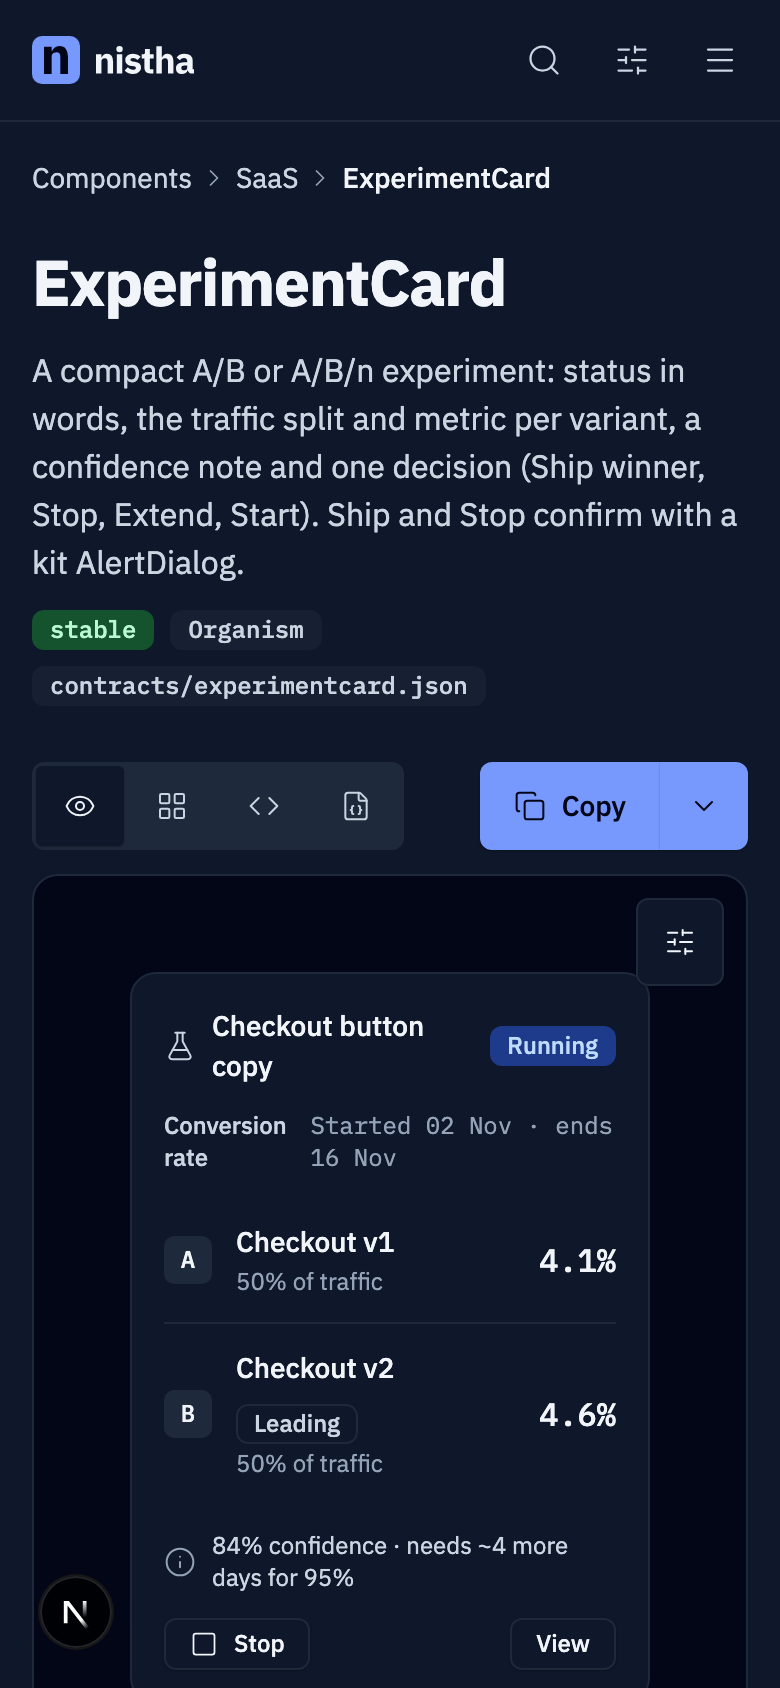 n nistha
Components > SaaS > ExperimentCard
ExperimentCard
A compact A/B or A/B/n experiment: status in
words, the traffic split and metric per variant, a
confidence note and one decision (Ship winner,
Stop, Extend, Start). Ship and Stop confirm with a
kit AlertDialog.
stable Organism
contracts/experimentcard.json
Copy
Checkout button
copy
Running
Conversion
rate
Started 02 Nov · ends
16 Nov
A
Checkout v1
50% of traffic
4.1%
B
Checkout v2
Leading
50% of traffic
4.6%
84% confidence · needs ~4 more
days for 95%
N
Stop
View